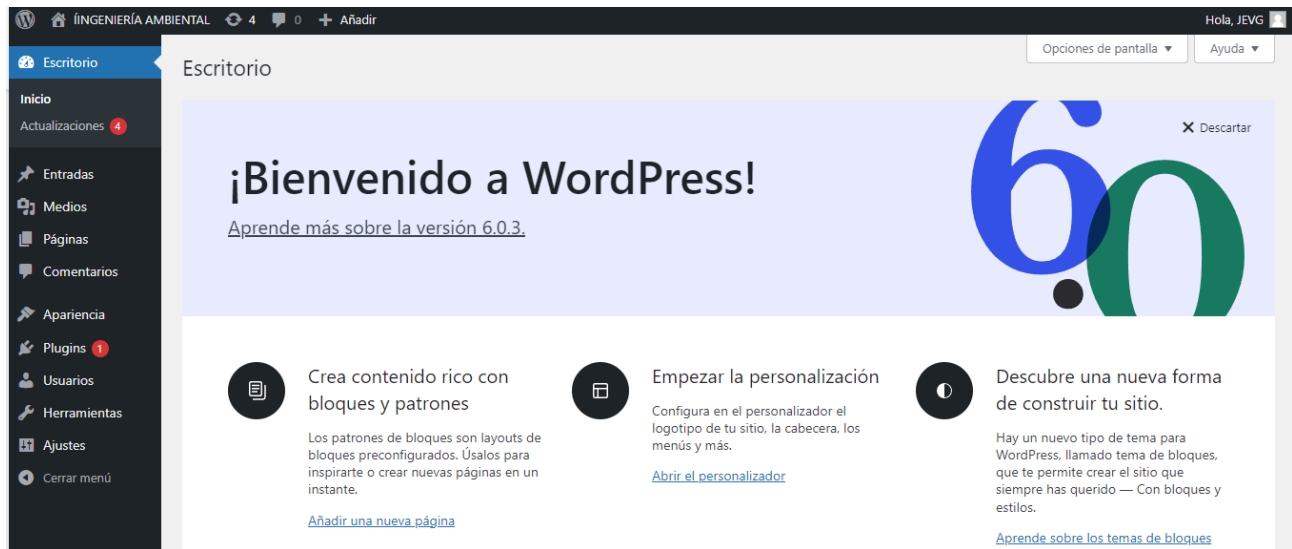 ÍINGENIERÍA AMBIENTAL 4 0 + Añadir Hola, JEVG
Opciones de pantalla ▼ Ayuda ▼
Escritorio
Inicio
Actualizaciones 4
Entradas
Medios
Páginas
Comentarios
Apariencia
Plugins 1
Usuarios
Herramientas
Ajustes
Cerrar menú
Escritorio
6.0
Descartar
¡Bienvenido a WordPress!
Aprende más sobre la versión 6.0.3.
Crea contenido rico con
bloques y patrones
Los patrones de bloques son layouts de
bloques preconfigurados. Úsalos para
inspirarte o crear nuevas páginas en un
instante.
Añadir una nueva página
Empezar la personalización
Configura en el personalizador el
logotipo de tu sitio, la cabecera, los
menús y más.
Abrir el personalizador
Descubre una nueva forma
de construir tu sitio.
Hay un nuevo tipo de tema para
WordPress, llamado tema de bloques,
que te permite crear el sitio que
siempre has querido — Con bloques y
estilos.
Aprende sobre los temas de bloques